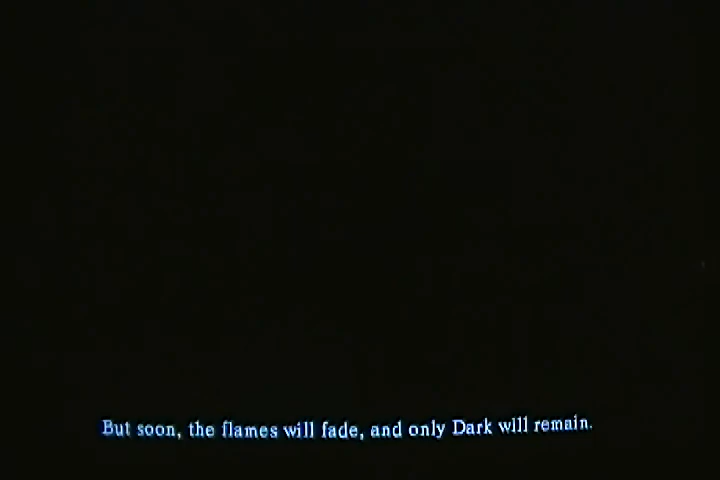 But soon, the flames will fade, and only Dark will remain.